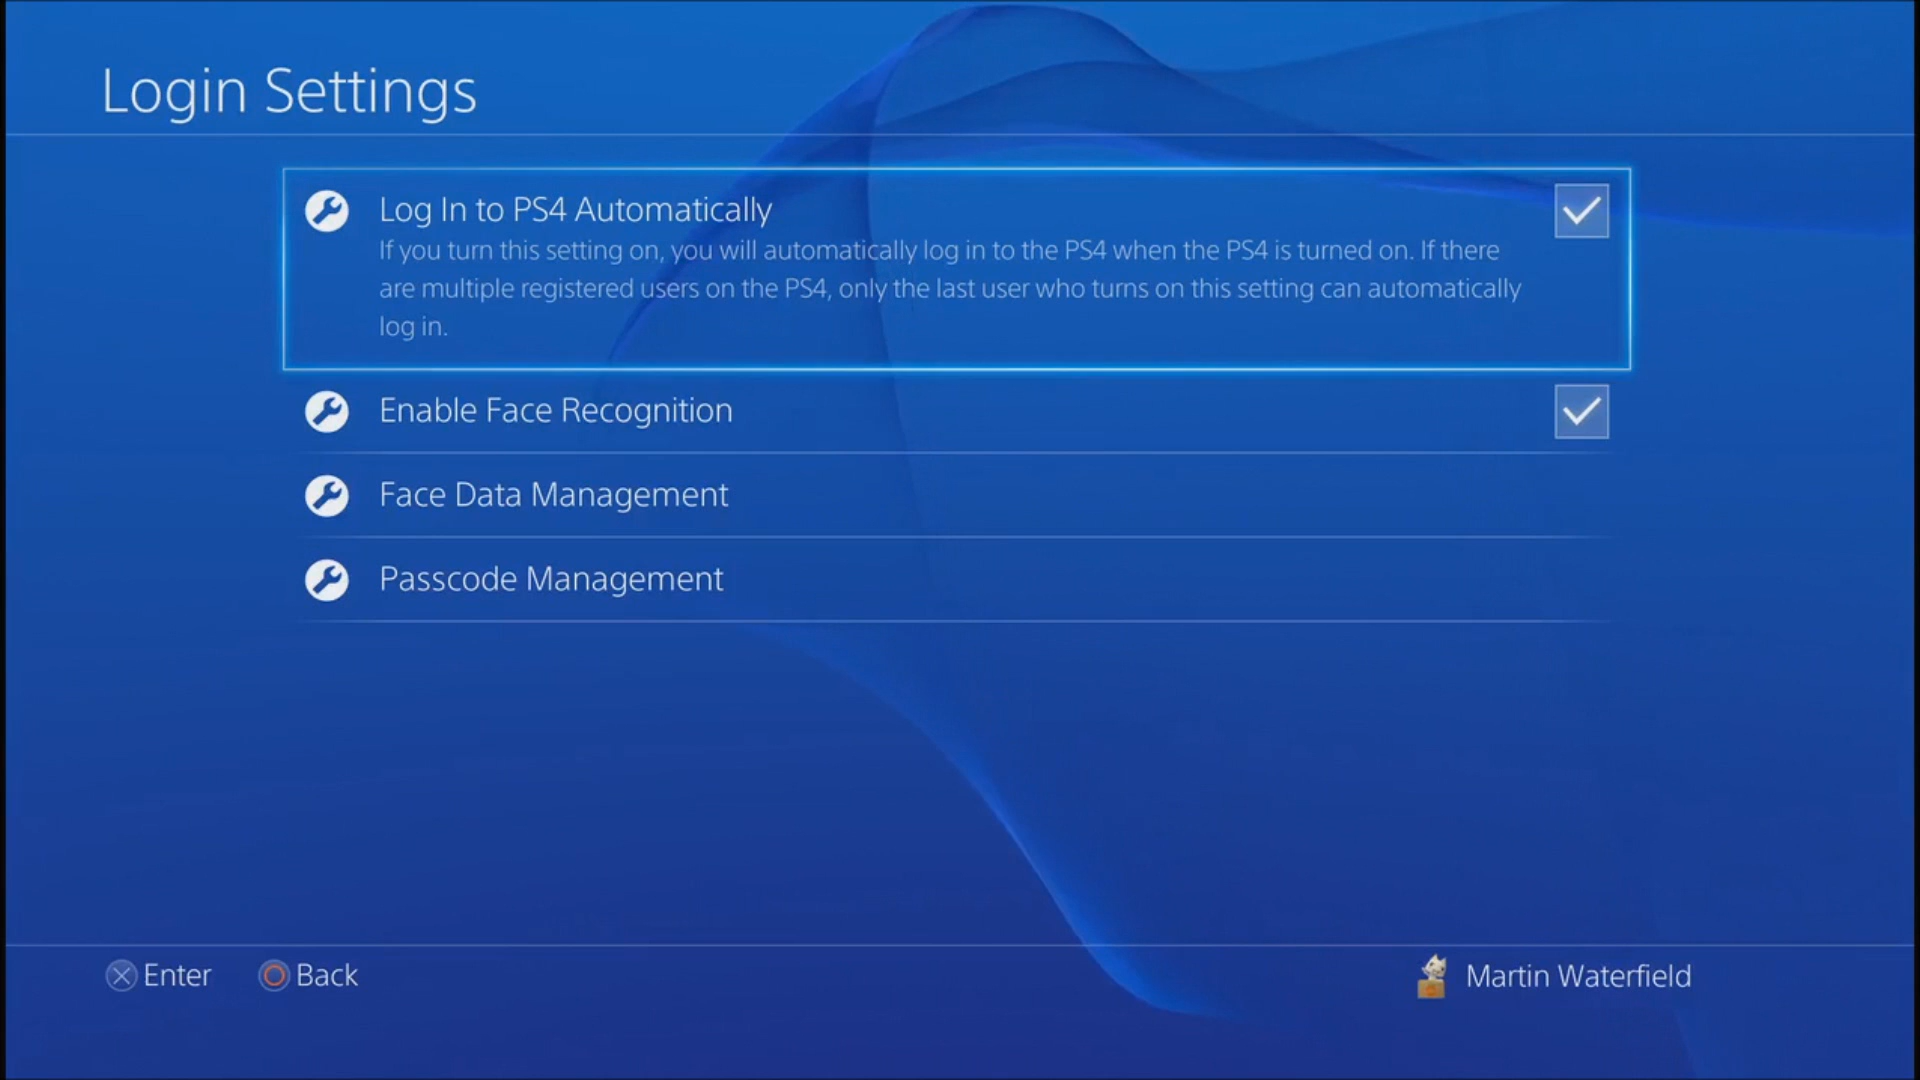 Login Settings
Log In to PS4 Automatically
If you turn this setting on, you will automatically log in to the PS4 when the PS4 is turned on. If there
are multiple registered users on the PS4, only the last user who turns on this setting can automatically
log in.
Enable Face Recognition
Face Data Management
Passcode Management
Enter Back Martin Waterfield